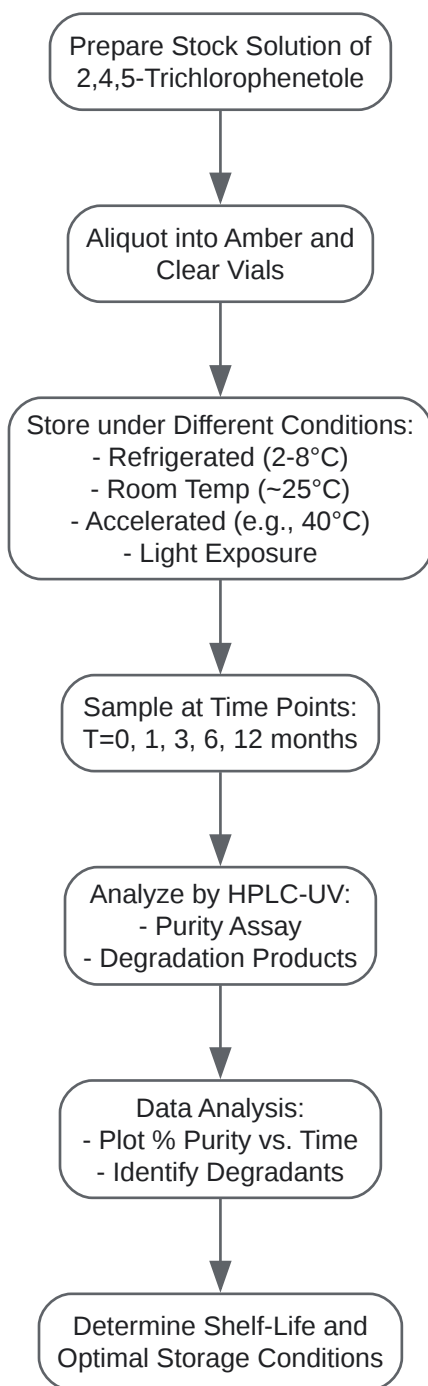 Prepare Stock Solution of
2,4,5-Trichlorophenetole
Aliquot into Amber and
Clear Vials
Store under Different Conditions:
- Refrigerated (2-8°C)
- Room Temp (~25°C)
- Accelerated (e.g., 40°C)
- Light Exposure
Sample at Time Points:
T=0, 1, 3, 6, 12 months
Analyze by HPLC-UV:
- Purity Assay
- Degradation Products
Data Analysis:
- Plot % Purity vs. Time
- Identify Degradants
Determine Shelf-Life and
Optimal Storage Conditions